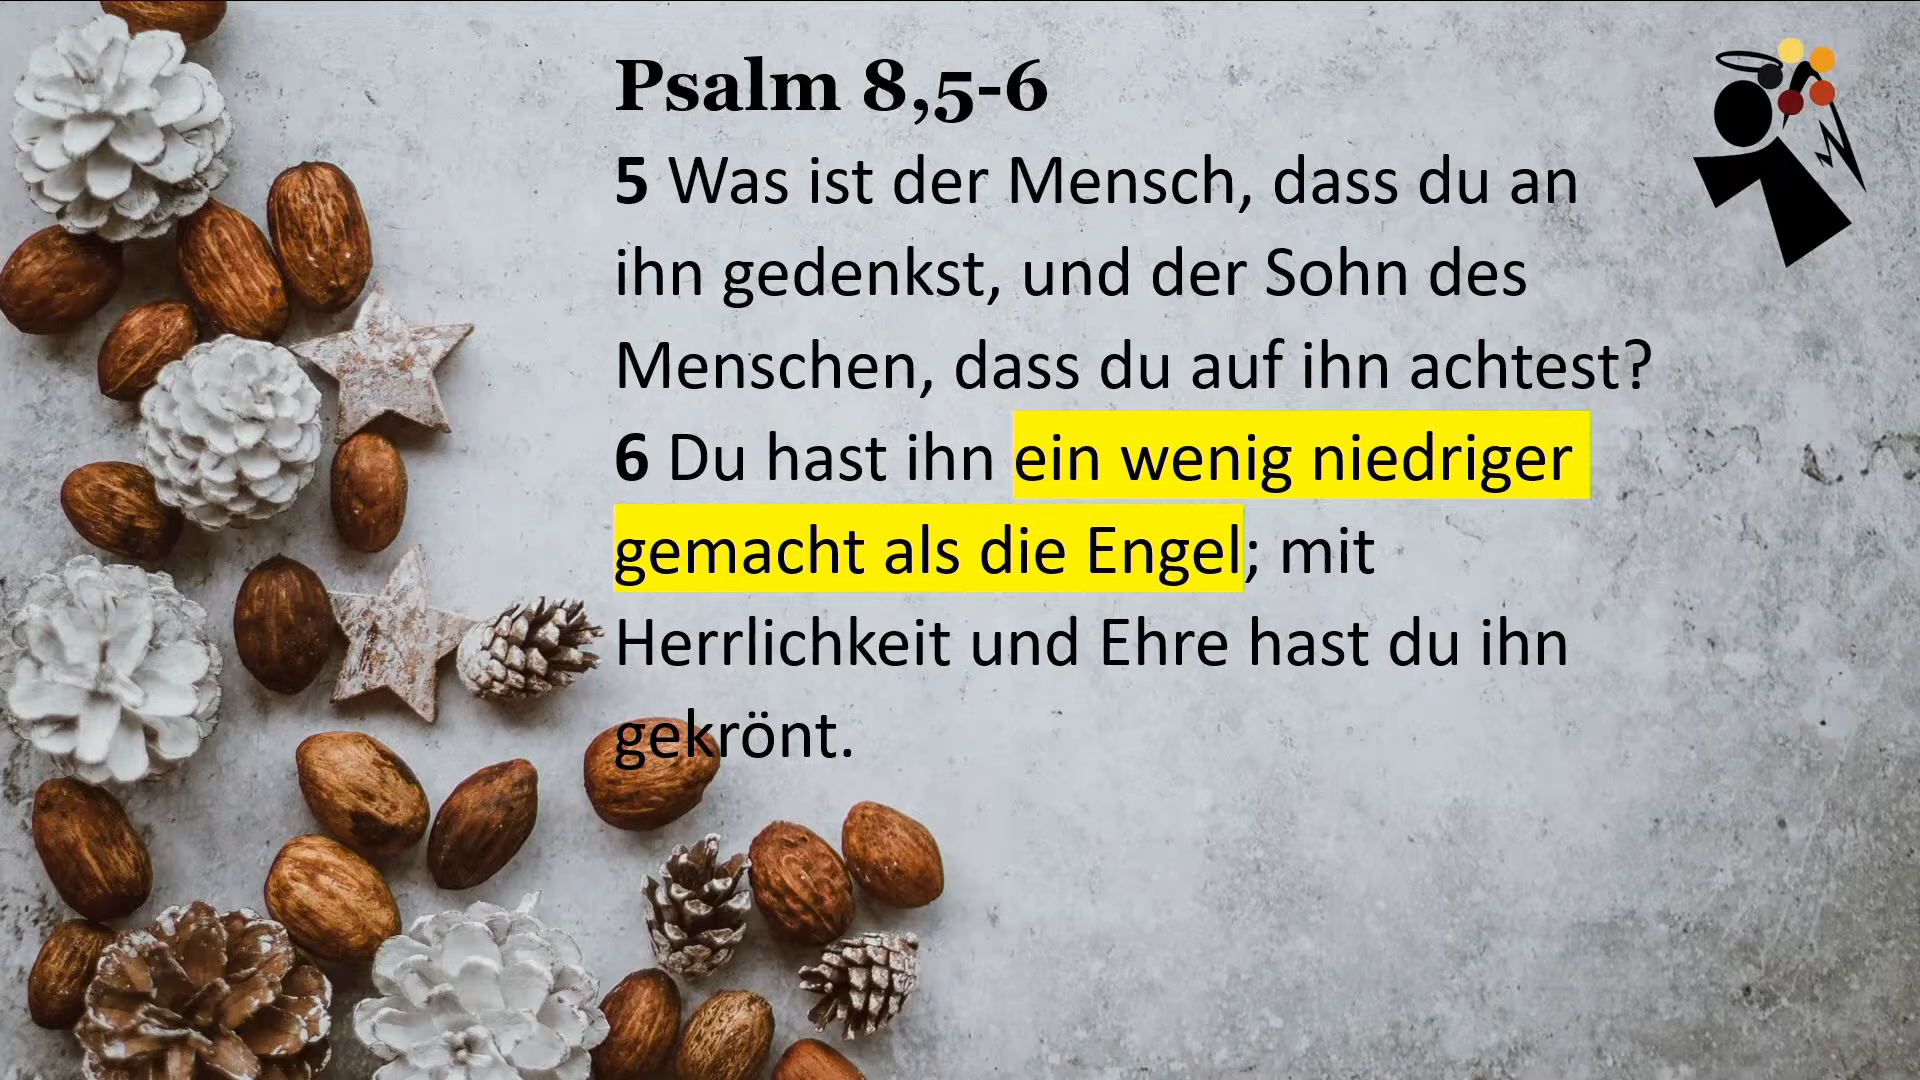 Psalm 8,5-6
5 Was ist der Mensch, dass du an
ihn gedenkst, und der Sohn des
Menschen, dass du auf ihn achtest?
6 Du hast ihn ein wenig niedriger
gemacht als die Engel; mit
Herrlichkeit und Ehre hast du ihn
gekrönt.